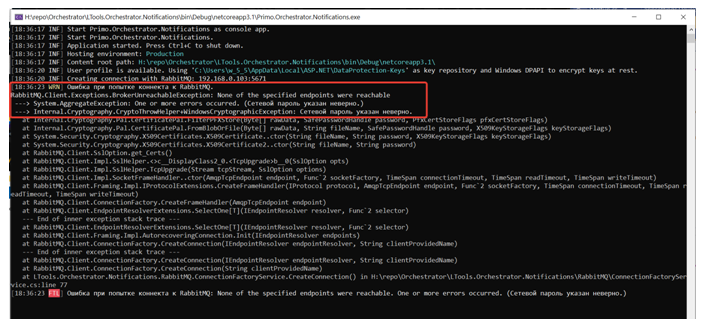 H:\repo\Orchestrator\LTools.Orchestrator.Notifications\bin\Debug\netcoreapp3.1\Primo.Orchestrator.Notifications.exe
[18:36:17 INF] Start Primo.Orchestrator.Notifications as console app.
[18:36:17 INF] Start Primo.Orchestrator.Notifications.
[18:36:17 INF] Application started. Press Ctrl+C to shut down.
[18:36:17 INF] Hosting environment: Production
[18:36:17 INF] Content root path: H:\repo\Orchestrator\LTools.Orchestrator.Notifications\bin\Debug\netcoreapp3.1\
[18:36:20 INF] User profile is available. Using 'C:\Users\w_5_5\AppData\Local\ASP.NET\DataProtection-Keys' as key repository and Windows DPAPI to encrypt keys at rest.
[18:36:20 INF] Creating connection with RabbitMQ: 192.168.0.103:5671
[18:36:23 WRN] Ошибка при попытке коннекта к RabbitMQ.
RabbitMQ.Client.Exceptions.BrokerUnreachableException: None of the specified endpoints were reachable
---> System.AggregateException: One or more errors occurred. (Сетевой пароль указан неверно.)
---> Internal.Cryptography.CryptoThrowHelper+WindowsCryptographicException: Сетевой пароль указан неверно.
at Internal.Cryptography.Pal.CertificatePal.FilterPFXStore(Byte[] rawData, SafePasswordHandle password, PfxCertStoreFlags pfxCertStoreFlags)
at Internal.Cryptography.Pal.CertificatePal.FromBlobOrFile(Byte[] rawData, String fileName, SafePasswordHandle password, X509KeyStorageFlags keyStorageFlags)
at System.Security.Cryptography.X509Certificates.X509Certificate..ctor(String fileName, String password, X509KeyStorageFlags keyStorageFlags)
at System.Security.Cryptography.X509Certificates.X509Certificate2..ctor(String fileName, String password)
at RabbitMQ.Client.SslOption.get_Certs()
at RabbitMQ.Client.Impl.SslHelper.<>c__DisplayClass2_0.<TcpUpgrade>b__0(SslOption opts)
at RabbitMQ.Client.Impl.SslHelper.TcpUpgrade(Stream tcpStream, SslOption options)
at RabbitMQ.Client.Impl.SocketFrameHandler..ctor(AmqpTcpEndpoint endpoint, Func`2 socketFactory, TimeSpan connectionTimeout, TimeSpan readTimeout, TimeSpan writeTimeout)
at RabbitMQ.Client.Framing.Impl.IProtocolExtensions.CreateFrameHandler(IProtocol protocol, AmqpTcpEndpoint endpoint, Func`2 socketFactory, TimeSpan connectionTimeout, TimeSpan r
eadTimeout, TimeSpan writeTimeout)
at RabbitMQ.Client.ConnectionFactory.CreateFrameHandler(AmqpTcpEndpoint endpoint)
at RabbitMQ.Client.EndpointResolverExtensions.SelectOne[T](IEndpointResolver resolver, Func`2 selector)
--- End of inner exception stack trace ---
at RabbitMQ.Client.EndpointResolverExtensions.SelectOne[T](IEndpointResolver resolver, Func`2 selector)
at RabbitMQ.Client.Framing.Impl.AutorecoveringConnection.Init(IEndpointResolver endpoints)
at RabbitMQ.Client.ConnectionFactory.CreateConnection(IEndpointResolver endpointResolver, String clientProvidedName)
--- End of inner exception stack trace ---
at RabbitMQ.Client.ConnectionFactory.CreateConnection(IEndpointResolver endpointResolver, String clientProvidedName)
at RabbitMQ.Client.ConnectionFactory.CreateConnection(String clientProvidedName)
at LTools.Orchestrator.Notifications.RabbitMQ.ConnectionFactoryService.CreateConnection() in H:\repo\Orchestrator\LTools.Orchestrator.Notifications\RabbitMQ\ConnectionFactorySer
vice.cs:line 77
[18:36:23 FTL] Ошибка при попытке коннекта к RabbitMQ: None of the specified endpoints were reachable. One or more errors occurred. (Сетевой пароль указан неверно.)